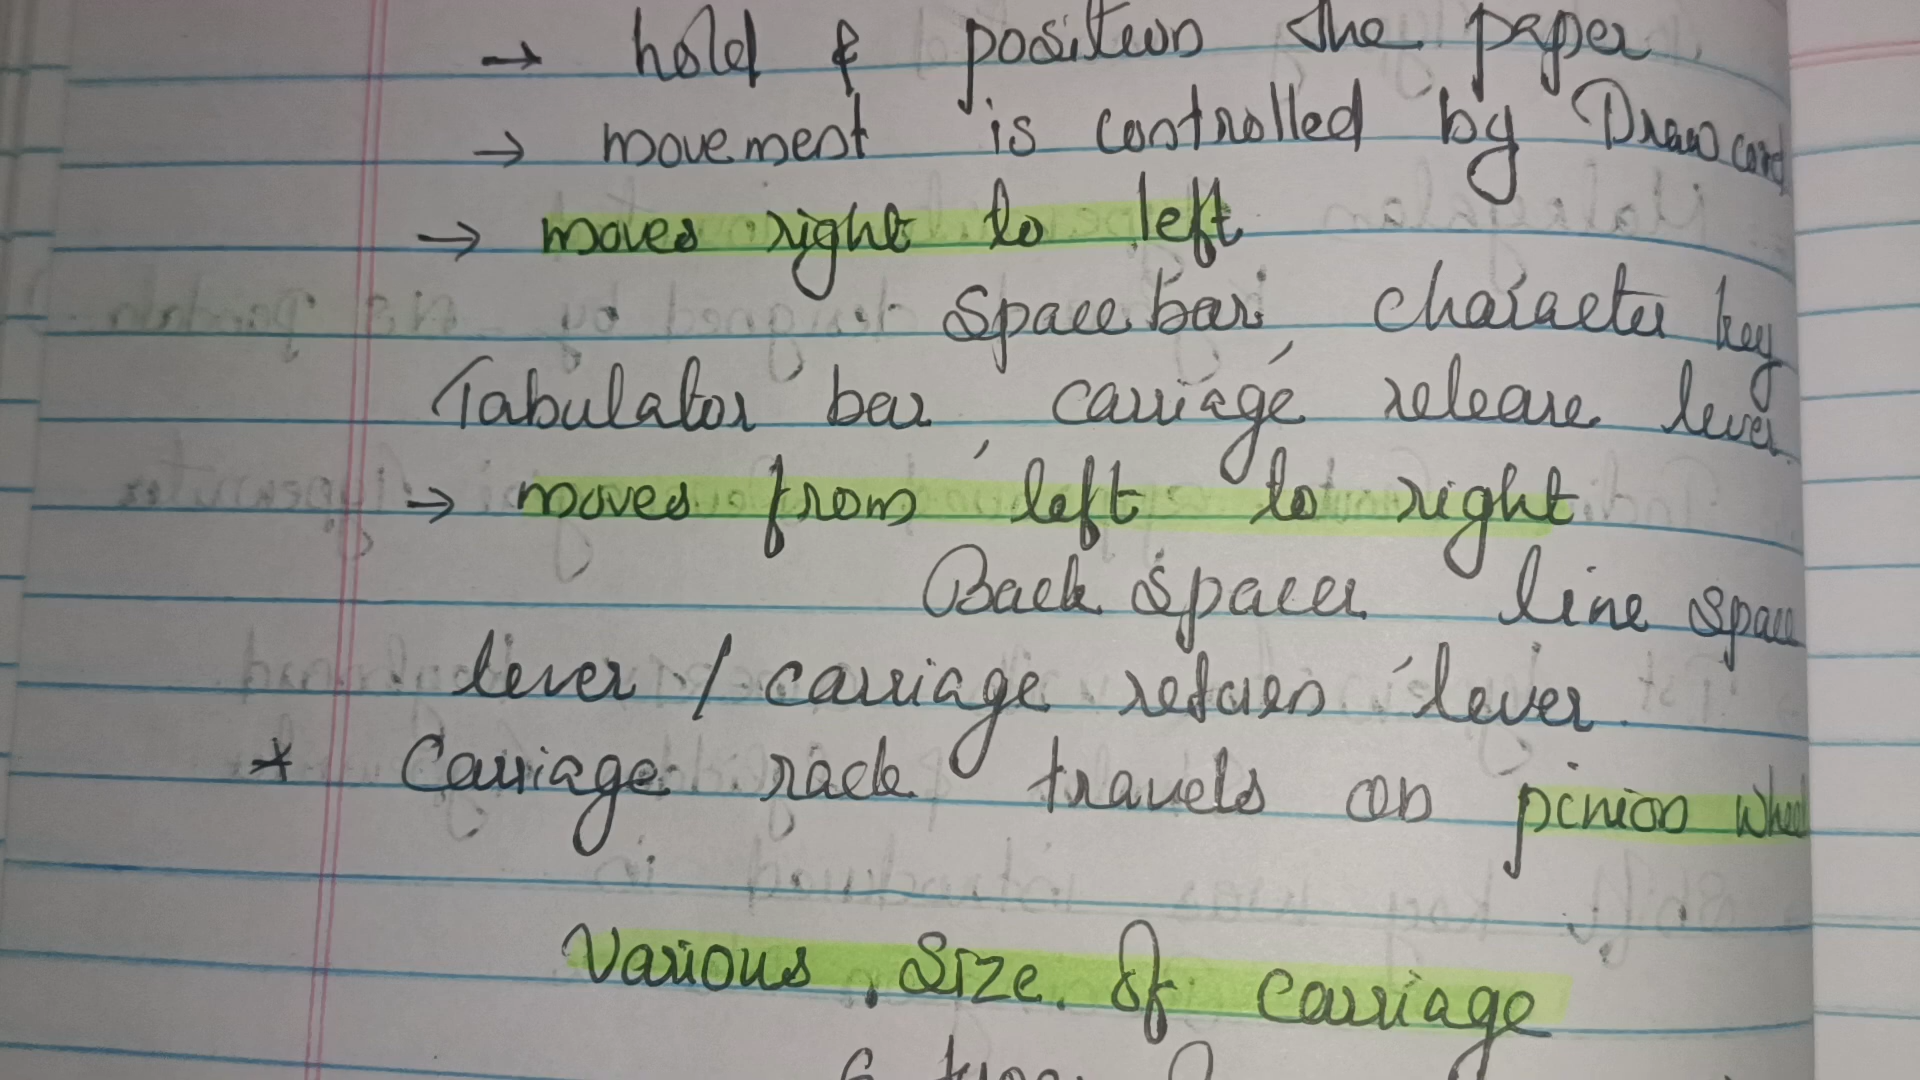 → hold & position the paper
→ movement is controlled by Draw cord
→ moves right to left
Space bar, character key
Tabulator bar, carriage release lever
→ moves from left to right
Back spacer, line space
lever / carriage return lever.
* Carriage rack travels on pinion wheel
Various Size Of Carriage